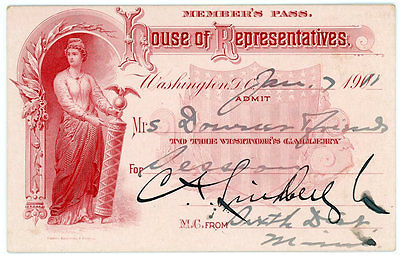 MEMBER'S PASS.
House of Representatives,
Washington, D.C. Jan. 7 1911
ADMIT
Mrs Downer & friends
TO THE VISITOR'S GALLERY
For Session
C A Lindbergh
M.C. FROM Sixth Dist.
Minn